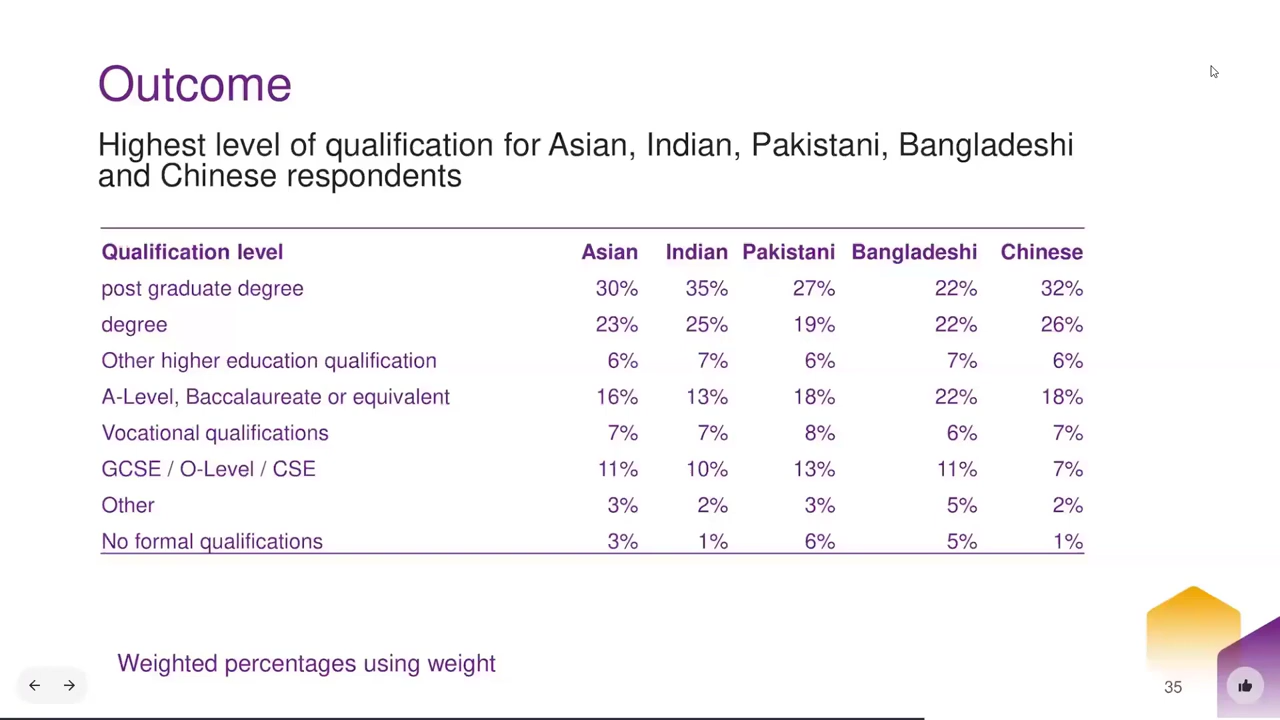 Outcome
Highest level of qualification for Asian, Indian, Pakistani, Bangladeshi
and Chinese respondents
Qualification level Asian Indian Pakistani Bangladeshi Chinese
post graduate degree 30% 35% 27% 22% 32%
degree 23% 25% 19% 22% 26%
Other higher education qualification 6% 7% 6% 7% 6%
A-Level, Baccalaureate or equivalent 16% 13% 18% 22% 18%
Vocational qualifications 7% 7% 8% 6% 7%
GCSE / O-Level / CSE 11% 10% 13% 11% 7%
Other 3% 2% 3% 5% 2%
No formal qualifications 3% 1% 6% 5% 1%
Weighted percentages using weight
35